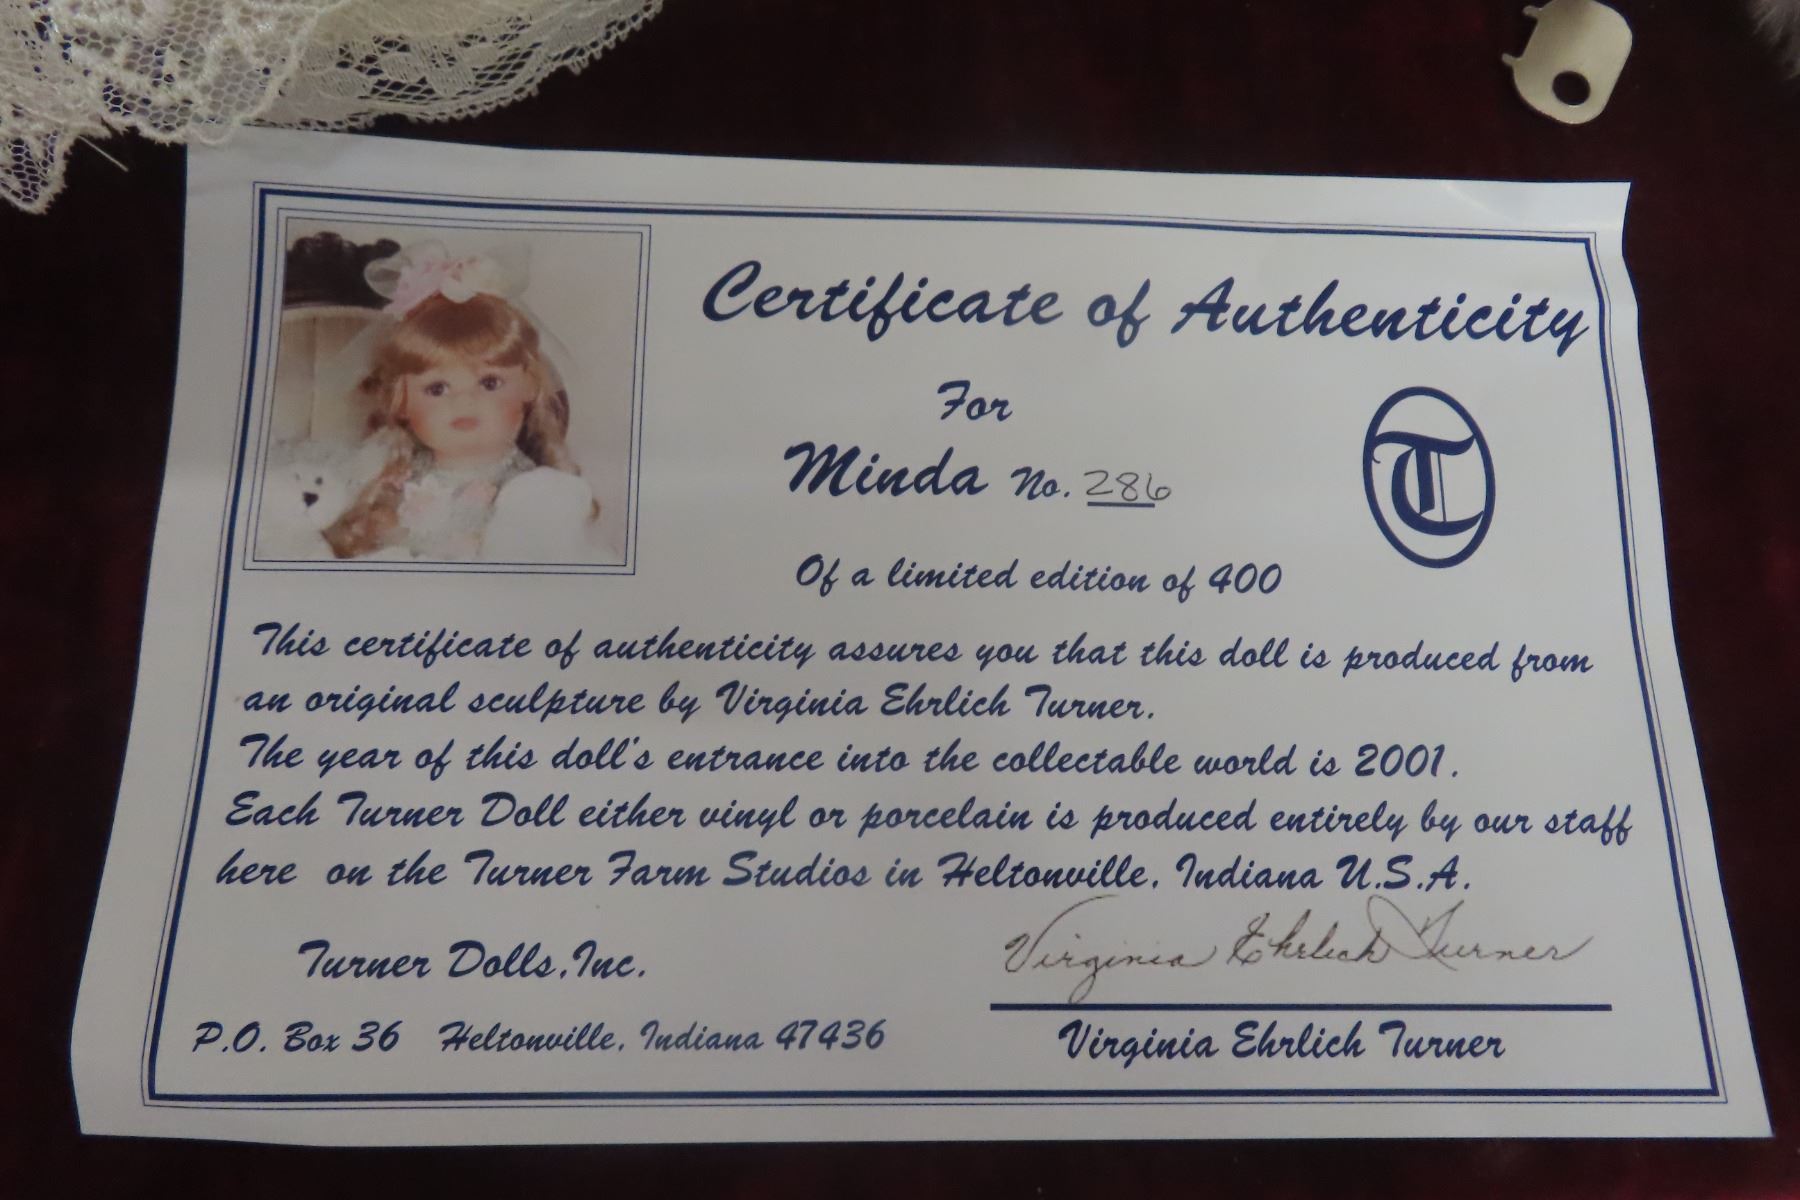 Certificate of Authenticity
For
Minda No. 286
T
Of a limited edition of 400
This certificate of authenticity assures you that this doll is produced from
an original sculpture by Virginia Ehrlich Turner.
The year of this doll's entrance into the collectable world is 2001.
Each Turner Doll either vinyl or porcelain is produced entirely by our staff
here on the Turner Farm Studios in Heltonville, Indiana U.S.A.
Virginia Ehrlich Turner
Turner Dolls, Inc.
P.O. Box 36 Heltonville, Indiana 47436
Virginia Ehrlich Turner